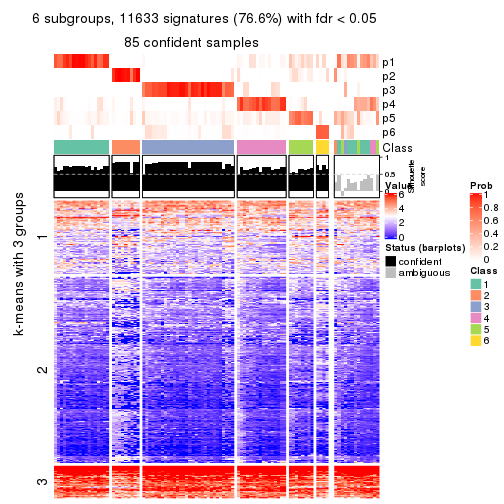 6 subgroups, 11633 signatures (76.6%) with fdr < 0.05
85 confident samples
p1
p2
p3
p4
p5
p6
Class
1
0.5
0
Silhouette
score
Value
6
4
2
0
Status (barplots)
confident
ambiguous
Prob
1
0.8
0.6
0.4
0.2
0
Class
1
2
3
4
5
6
k-means with 3 groups
1
2
3